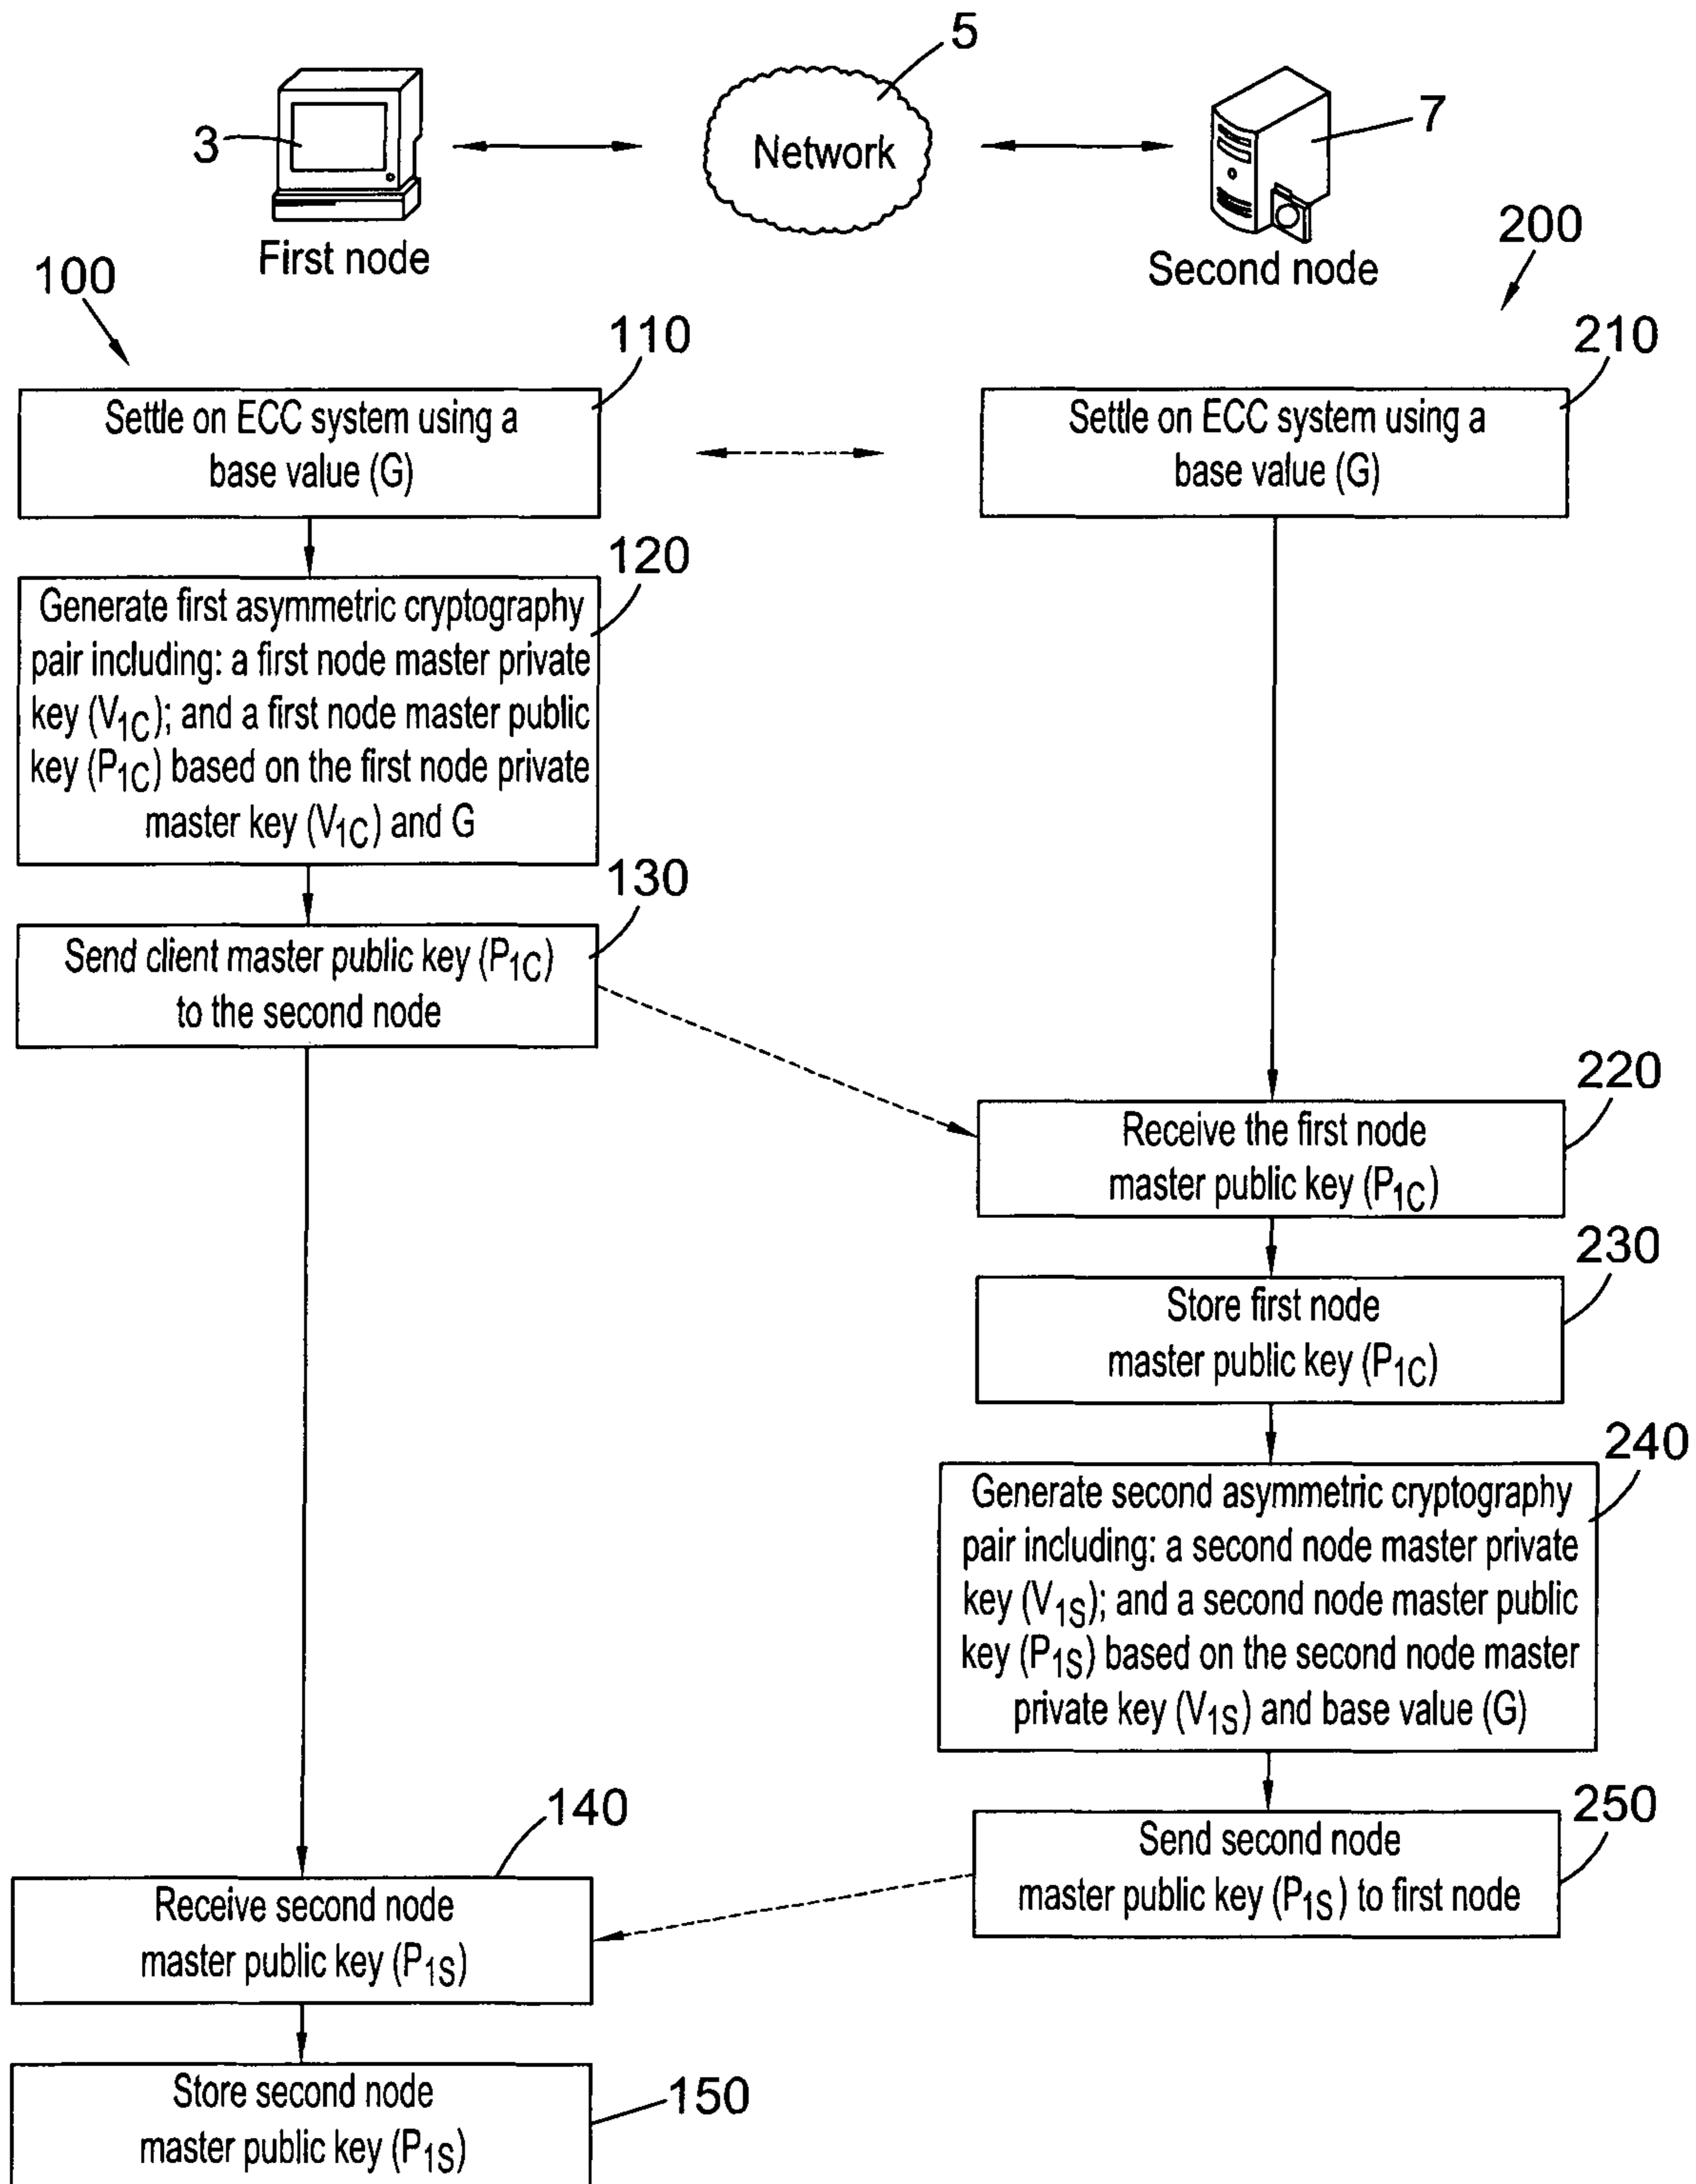 5
3
Network
7
First node
Second node
100
200
110
210
Settle on ECC system using a
base value (G)
Settle on ECC system using a
base value (G)
120
Generate first asymmetric cryptography
pair including: a first node master private
key (V1C); and a first node master public
key (P1C) based on the first node private
master key (V1C) and G
130
Send client master public key (P1C)
to the second node
220
Receive the first node
master public key (P1C)
230
Store first node
master public key (P1C)
240
Generate second asymmetric cryptography
pair including: a second node master private
key (V1S); and a second node master public
key (P1S) based on the second node master
private key (V1S) and base value (G)
250
Send second node
master public key (P1S) to first node
140
Receive second node
master public key (P1S)
150
Store second node
master public key (P1S)